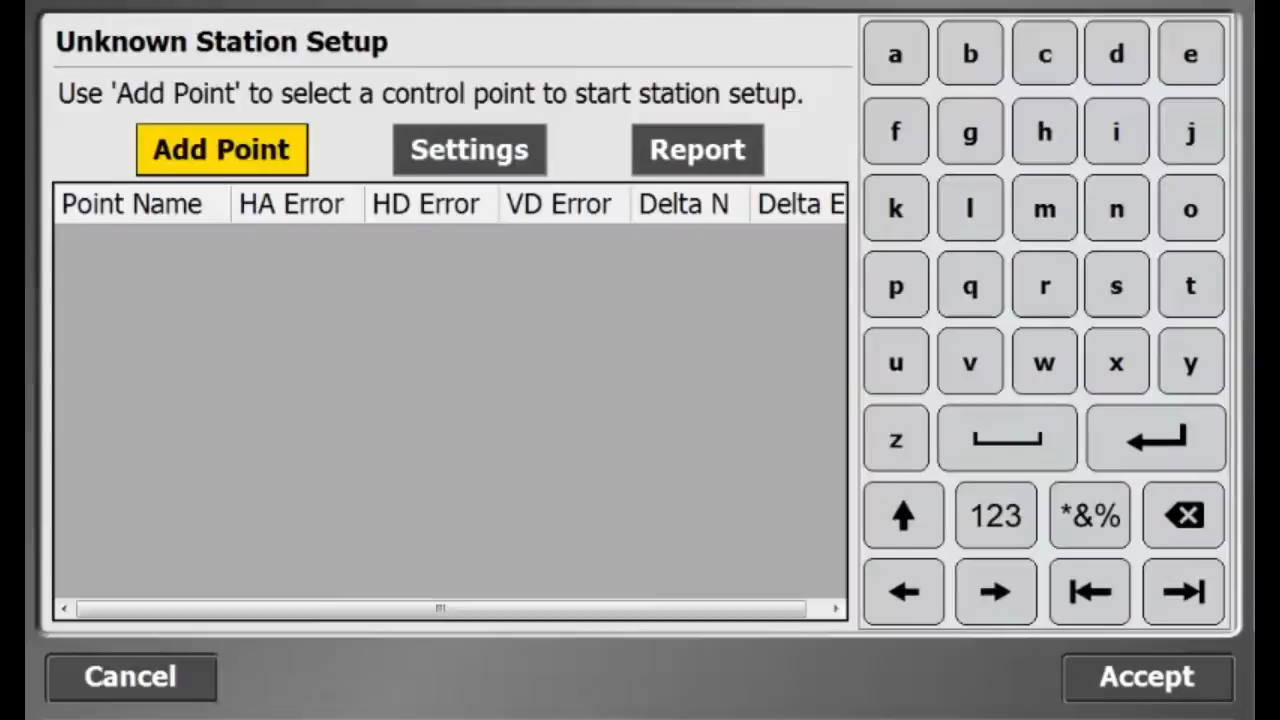 Unknown Station Setup
Use 'Add Point' to select a control point to start station setup.
Add Point Settings Report
Point Name HA Error HD Error VD Error Delta N Delta E
a b c d e
f g h i j
k l m n o
p q r s t
u v w x y
z
123 *&%
Cancel Accept